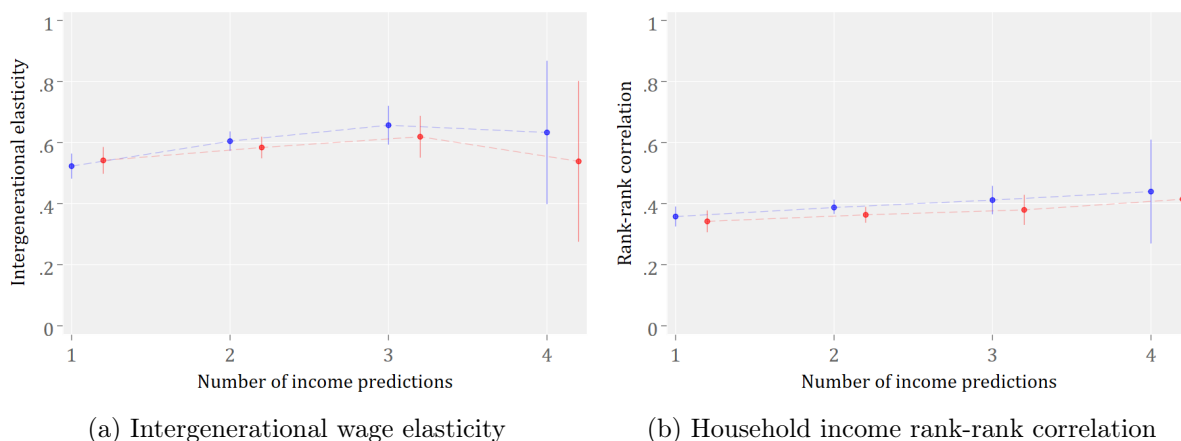 1
.8
.6
.4
.2
0
Intergenerational elasticity
1 2 3 4
Number of income predictions
(a) Intergenerational wage elasticity
1
.8
.6
.4
.2
0
Rank-rank correlation
1 2 3 4
Number of income predictions
(b) Household income rank-rank correlation